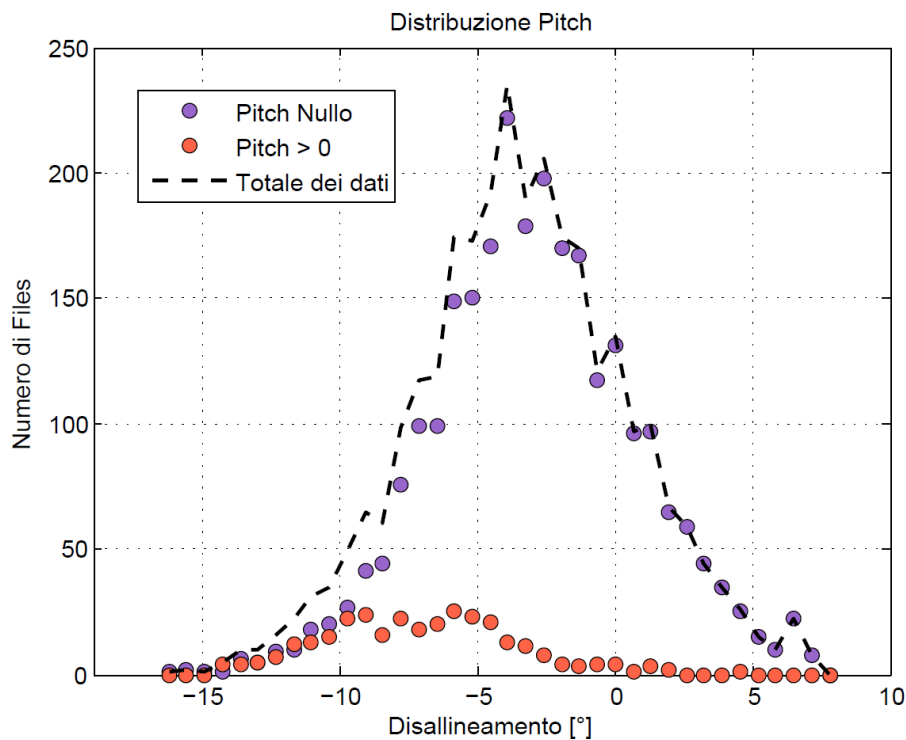 Distribuzione Pitch
250
200
150
100
50
0
Numero di Files
Pitch Nullo
Pitch > 0
Totale dei dati
−15
−10
−5
0
5
10
Disallineamento [°]